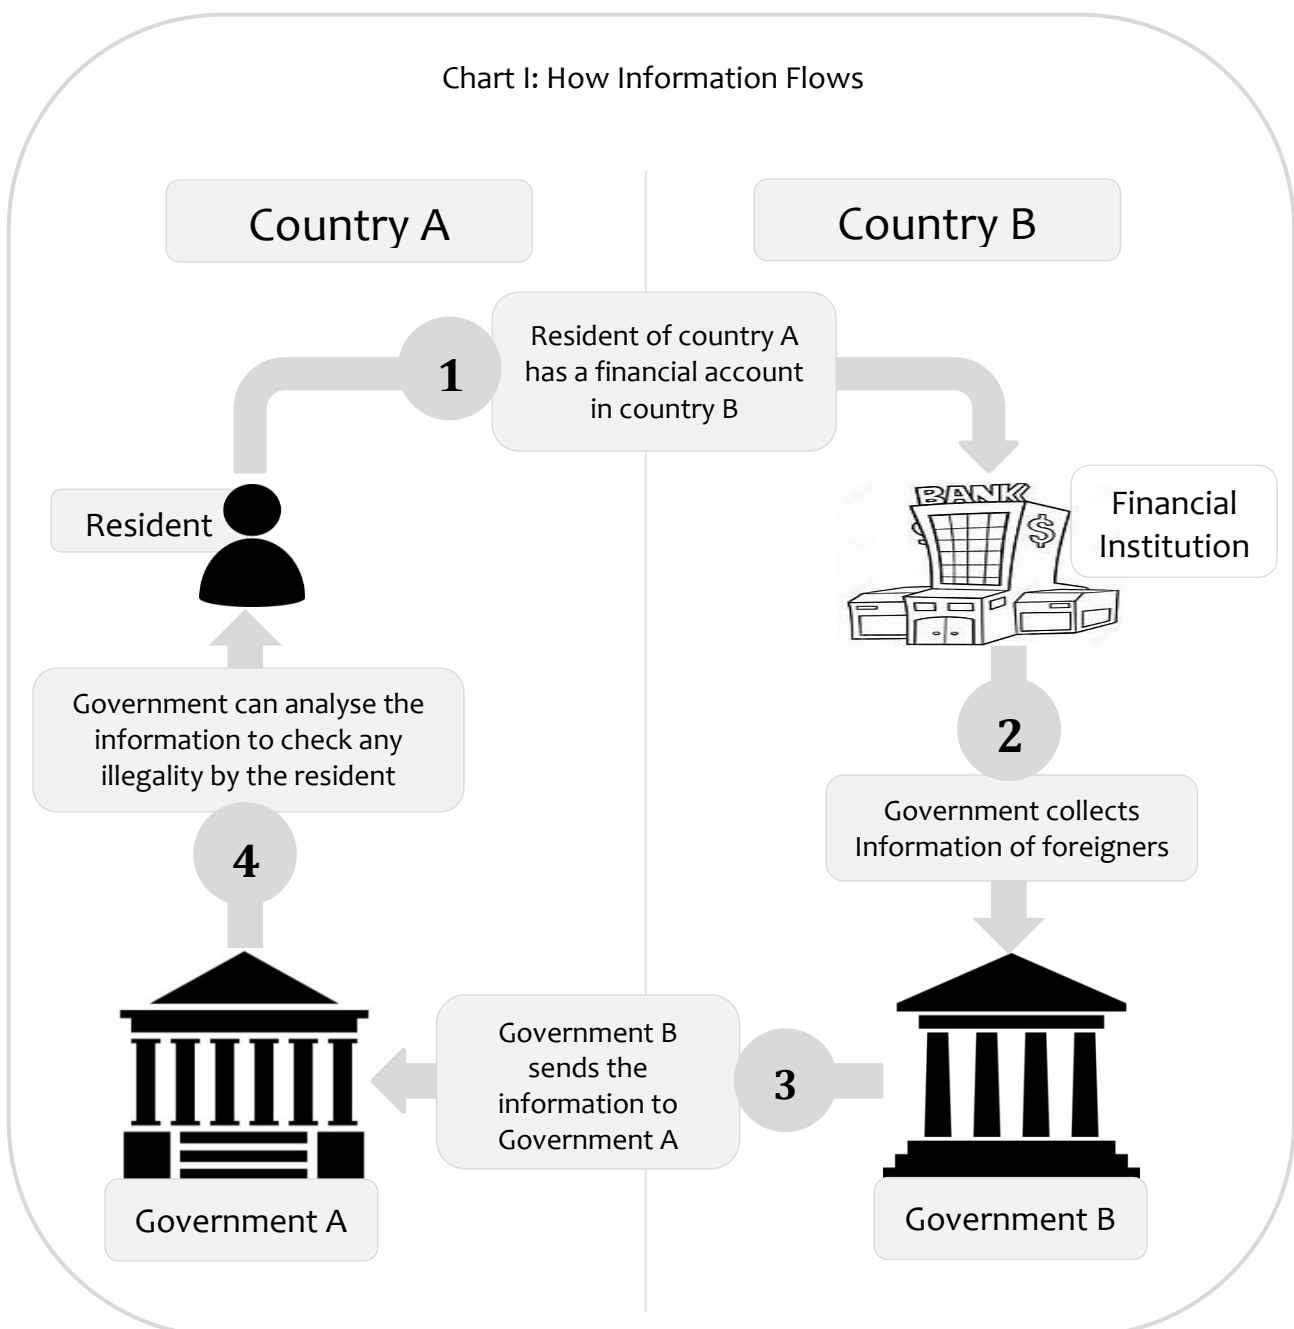 Chart I: How Information Flows
Country A
Country B
1
Resident of country A
has a financial account
in country B
Resident
BANK
$
Financial
Institution
2
Government collects
Information of foreigners
Government B
3
Government B
sends the
information to
Government A
Government A
4
Government can analyse the
information to check any
illegality by the resident